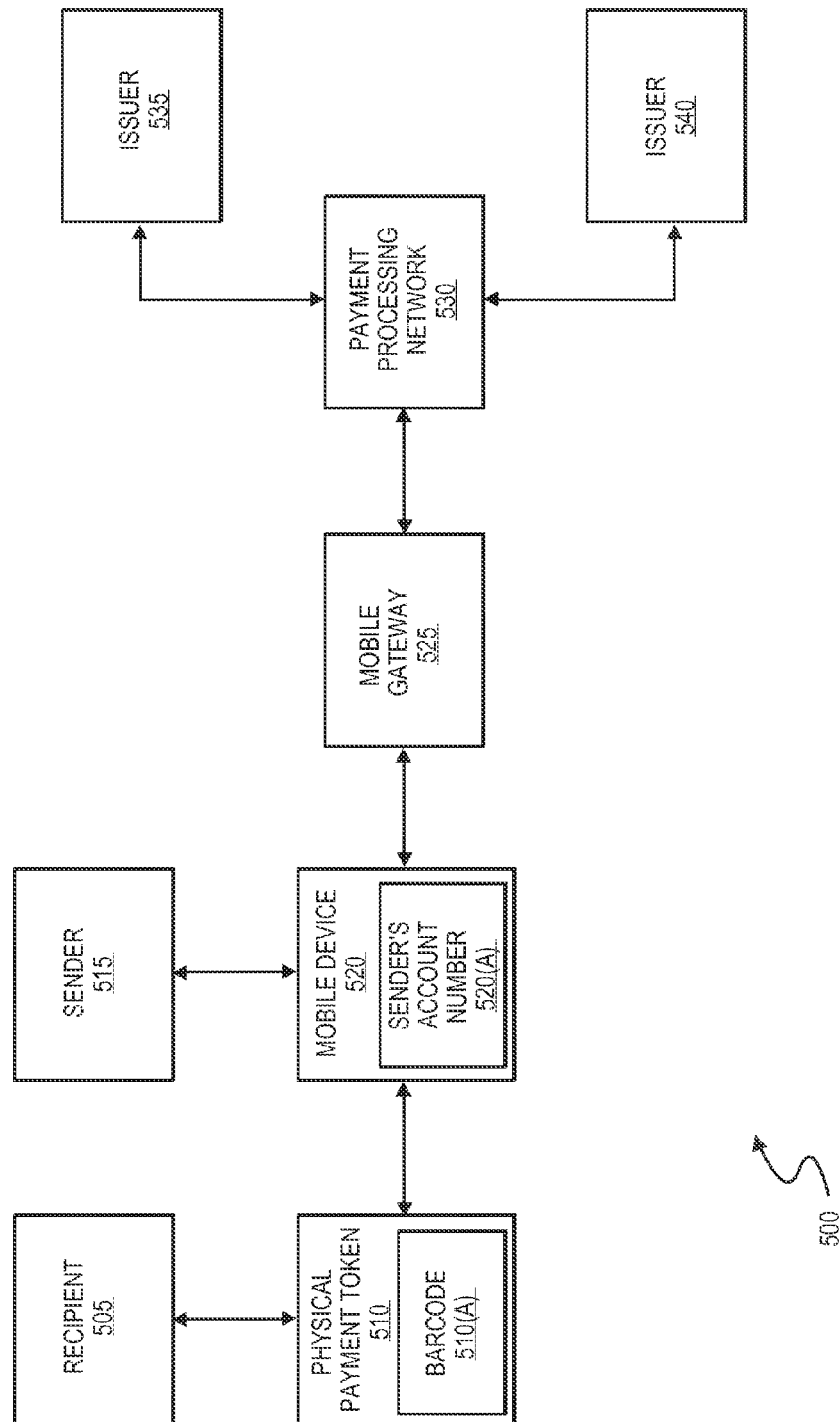 RECIPIENT
505
PHYSICAL
PAYMENT TOKEN
510
BARCODE
510(A)
SENDER
515
MOBILE DEVICE
520
SENDER'S
ACCOUNT
NUMBER
520(A)
MOBILE
GATEWAY
525
PAYMENT
PROCESSING
NETWORK
530
ISSUER
535
ISSUER
540
500